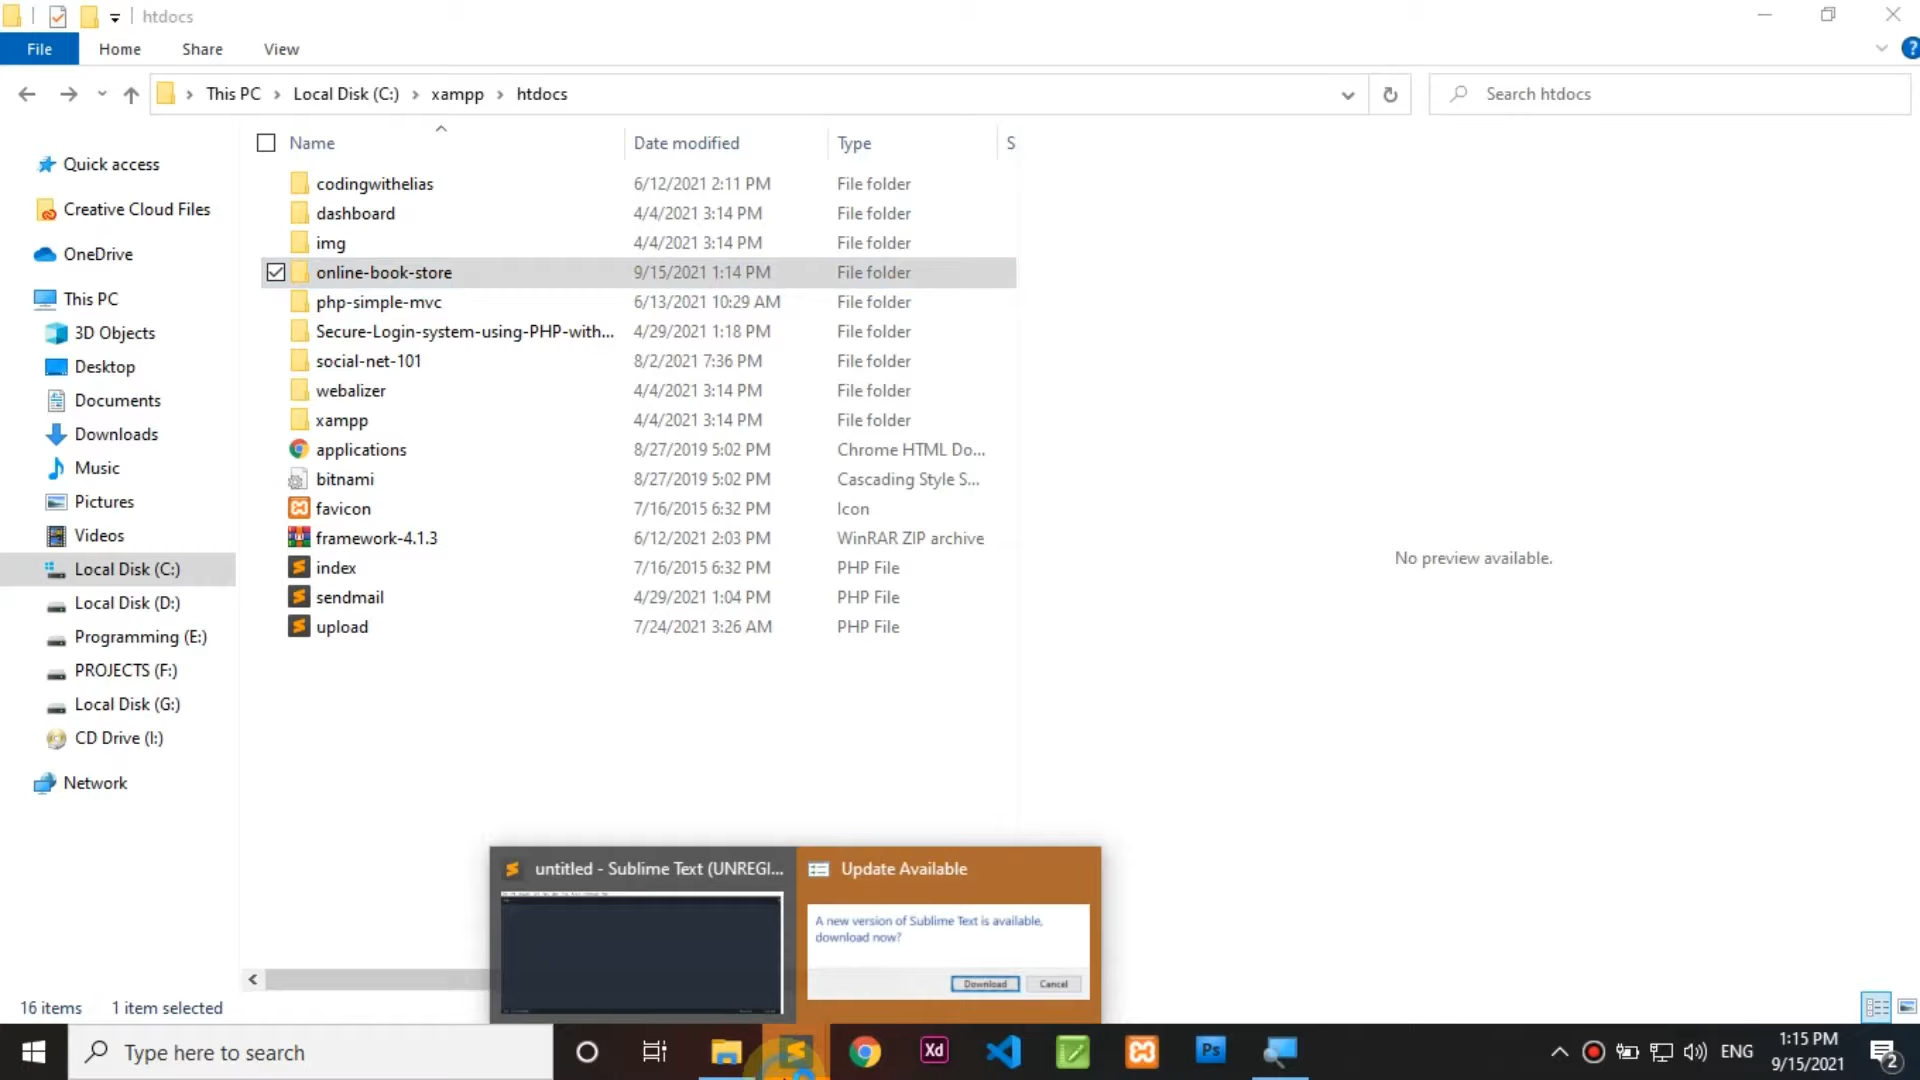 htdocs
File Home Share View
This PC Local Disk (C:) xampp htdocs
Search htdocs
Name Date modified Type S
Quick access
Creative Cloud Files
OneDrive
This PC
3D Objects
Desktop
Documents
Downloads
Music
Pictures
Videos
Local Disk (C:)
Local Disk (D:)
Programming (E:)
PROJECTS (F:)
Local Disk (G:)
CD Drive (I:)
Network
codingwithelias 6/12/2021 2:11 PM File folder
dashboard 4/4/2021 3:14 PM File folder
img 4/4/2021 3:14 PM File folder
online-book-store 9/15/2021 1:14 PM File folder
php-simple-mvc 6/13/2021 10:29 AM File folder
Secure-Login-system-using-PHP-with... 4/29/2021 1:18 PM File folder
social-net-101 8/2/2021 7:36 PM File folder
webalizer 4/4/2021 3:14 PM File folder
xampp 4/4/2021 3:14 PM File folder
applications 8/27/2019 5:02 PM Chrome HTML Do...
bitnami 8/27/2019 5:02 PM Cascading Style S...
favicon 7/16/2015 6:32 PM Icon
framework-4.1.3 6/12/2021 2:03 PM WinRAR ZIP archive
index 7/16/2015 6:32 PM PHP File
sendmail 4/29/2021 1:04 PM PHP File
upload 7/24/2021 3:26 AM PHP File
No preview available.
untitled - Sublime Text (UNREGI...
Update Available
A new version of Sublime Text is available,
download now?
Download Cancel
16 items 1 item selected
Type here to search
Xd
Ps
ENG
1:15 PM
9/15/2021
2